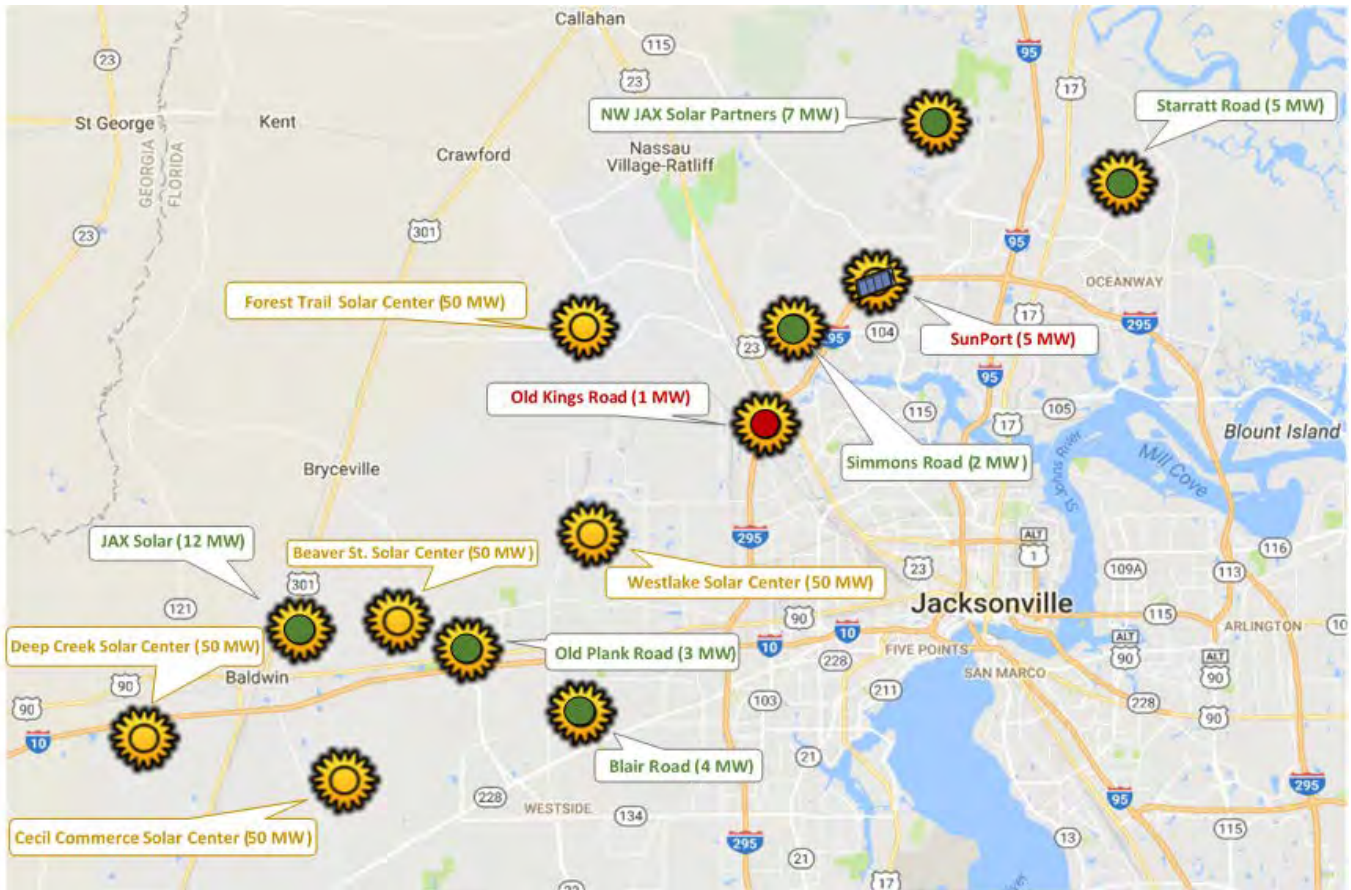 Callahan
23
115
95
23
17
NW JAX Solar Partners (7 MW)
Starratt Road (5 MW)
St George
Kent
Crawford
Nassau
Village-Ratliff
GEORGIA
FLORIDA
301
23
95
OCEANWAY
Forest Trail Solar Center (50 MW)
17
295
104
SunPort (5 MW)
23
95
95
Old Kings Road (1 MW)
115
105
17
Blount Island
Simmons Road (2 MW)
Mill Cove
St Johns River
Bryceville
JAX Solar (12 MW)
Beaver St. Solar Center (50 MW)
295
ALT
1
116
301
Westlake Solar Center (50 MW)
23
109A
113
121
Jacksonville
90
10
115
ARLINGTON
10
Deep Creek Solar Center (50 MW)
Old Plank Road (3 MW)
10
228
FIVE POINTS
ALT
90
ALT
90
Baldwin
90
SAN MARCO
90
10
103
211
228
90
Blair Road (4 MW)
21
228
WESTSIDE
134
95
295
Cecil Commerce Solar Center (50 MW)
295
13
115
21
17